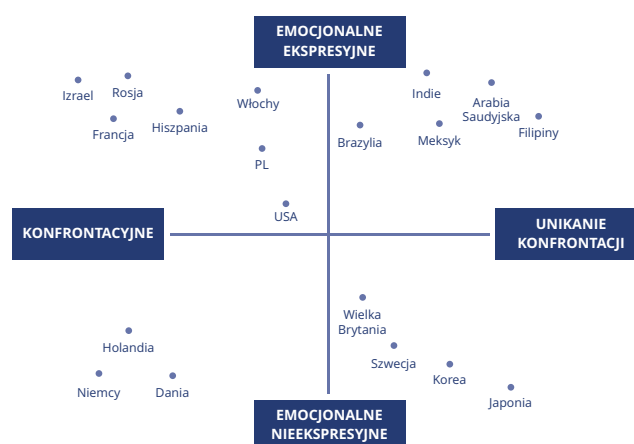 EMOCJONALNE
EKSPRESYJNE
Izrael
Rosja
Francja
Hiszpania
Włochy
PL
USA
Indie
Arabia
Saudyjska
Filipiny
Brazylia
Meksyk
KONFRONTACYJNE
UNIKANIE
KONFRONTACJI
Holandia
Niemcy
Dania
Wielka
Brytania
Szwecja
Korea
Japonia
EMOCJONALNE
NIEEKSPRESYJNE